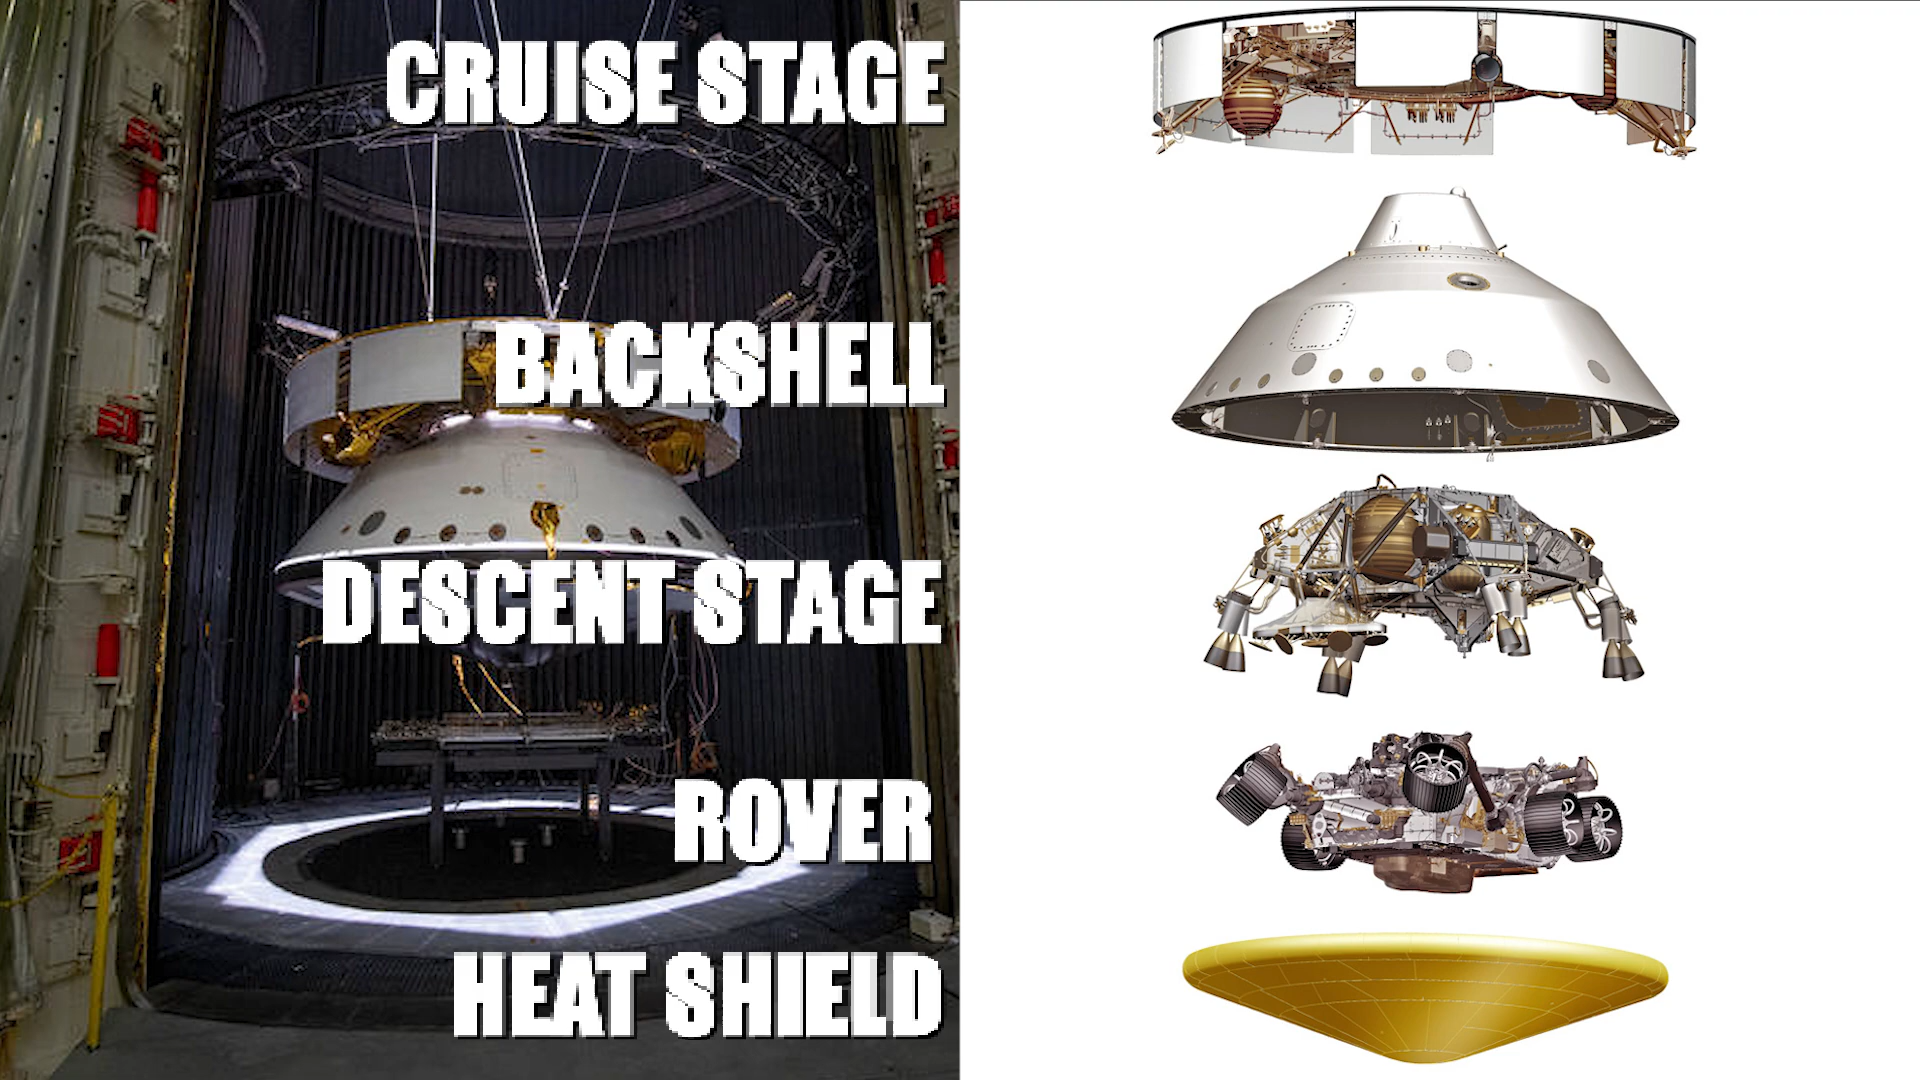 CRUISE STAGE
BACKSHELL
DESCENT STAGE
ROVER
HEAT SHIELD